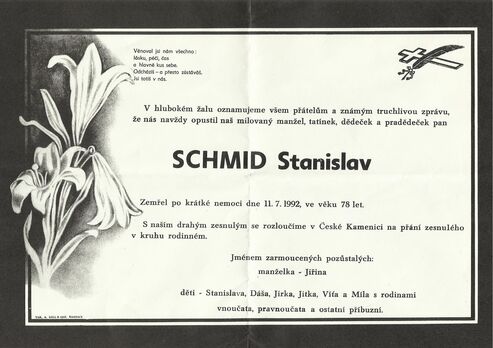 Věnoval jsi nám všechno:
lásku, péči, čas
a hlavně kus sebe.
Odcházíš – a přesto zůstáváš.
Jsi totiž v nás.
V hlubokém žalu oznamujeme všem přátelům a známým truchlivou zprávu,
že nás navždy opustil náš milovaný manžel, tatínek, dědeček a pradědeček pan
SCHMID Stanislav
Zemřel po krátké nemoci dne 11. 7. 1992, ve věku 78 let.
S naším drahým zesnulým se rozloučíme v České Kamenici na přání zesnulého
v kruhu rodinném.
Jménem zarmoucených pozůstalých:
manželka - Jiřina
děti - Stanislava, Dáša, Jirka, Jitka, Víťa a Míla s rodinami
vnoučata, pravnoučata a ostatní příbuzní.